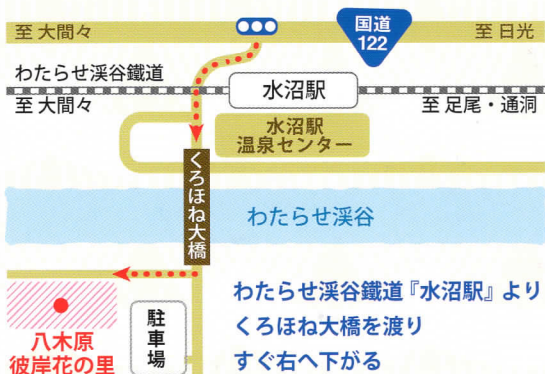 至 大間々
国道
122
至 日光
わたらせ渓谷鐵道
至 大間々
水沼駅
至 足尾・通洞
水沼駅
温泉センター
くろほね大橋
わたらせ渓谷
八木原
彼岸花の里
駐車場
わたらせ渓谷鐵道『水沼駅』より
くろほね大橋を渡り
すぐ右へ下がる